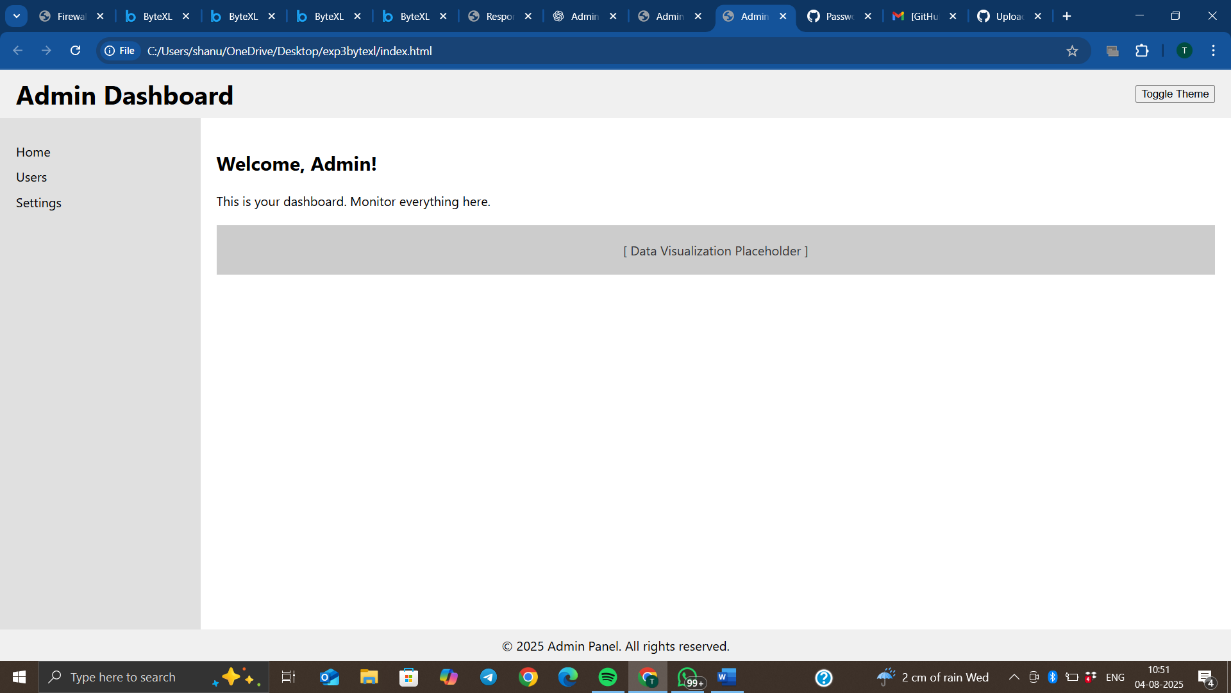 Firewal
ByteXL
ByteXL
ByteXL
ByteXL
Respon
Admin
Admin
Admin
Passwo
[GitHu
Upload
File
C:/Users/shanu/OneDrive/Desktop/exp3bytexl/index.html
T
Admin Dashboard
Toggle Theme
Home
Users
Settings
Welcome, Admin!
This is your dashboard. Monitor everything here.
[ Data Visualization Placeholder ]
© 2025 Admin Panel. All rights reserved.
Type here to search
T
99+
W
2 cm of rain Wed
ENG
10:51
04-08-2025
4